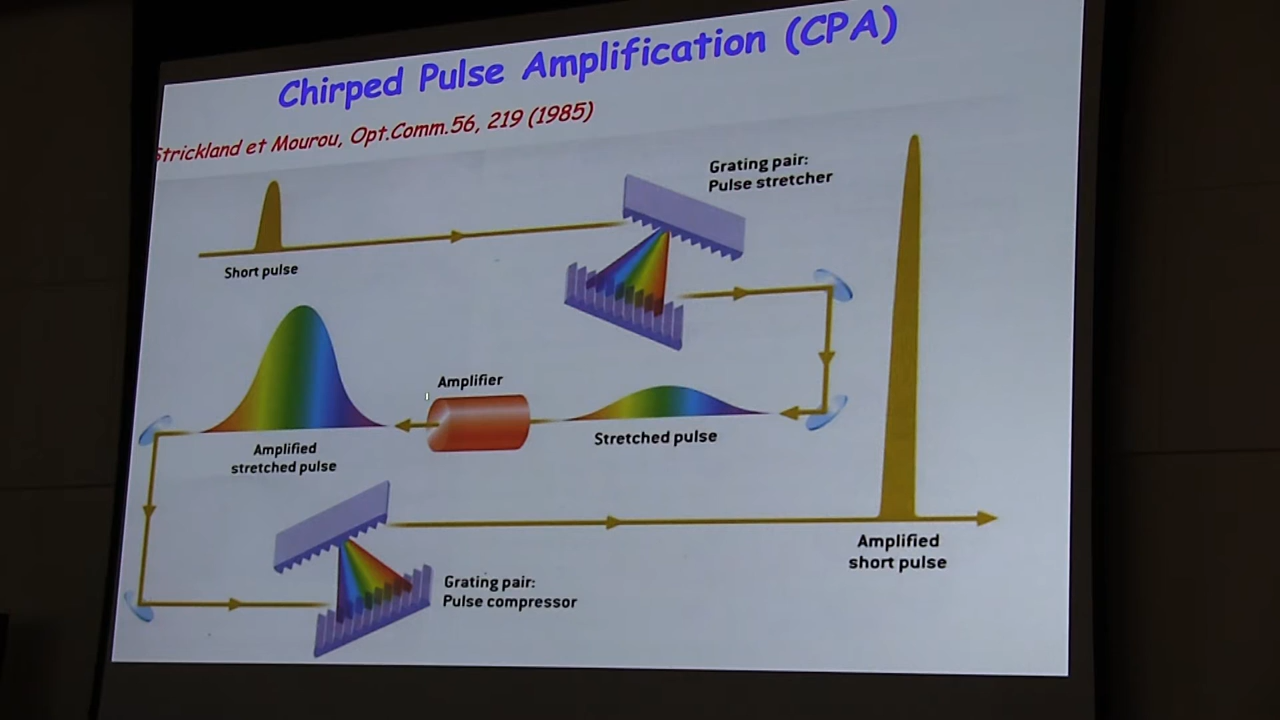 Chirped Pulse Amplification (CPA)
Strickland et Mourou, Opt.Comm.56, 219 (1985)
Grating pair:
Pulse stretcher
Short pulse
Amplifier
Stretched pulse
Amplified
stretched pulse
Amplified
short pulse
Grating pair:
Pulse compressor